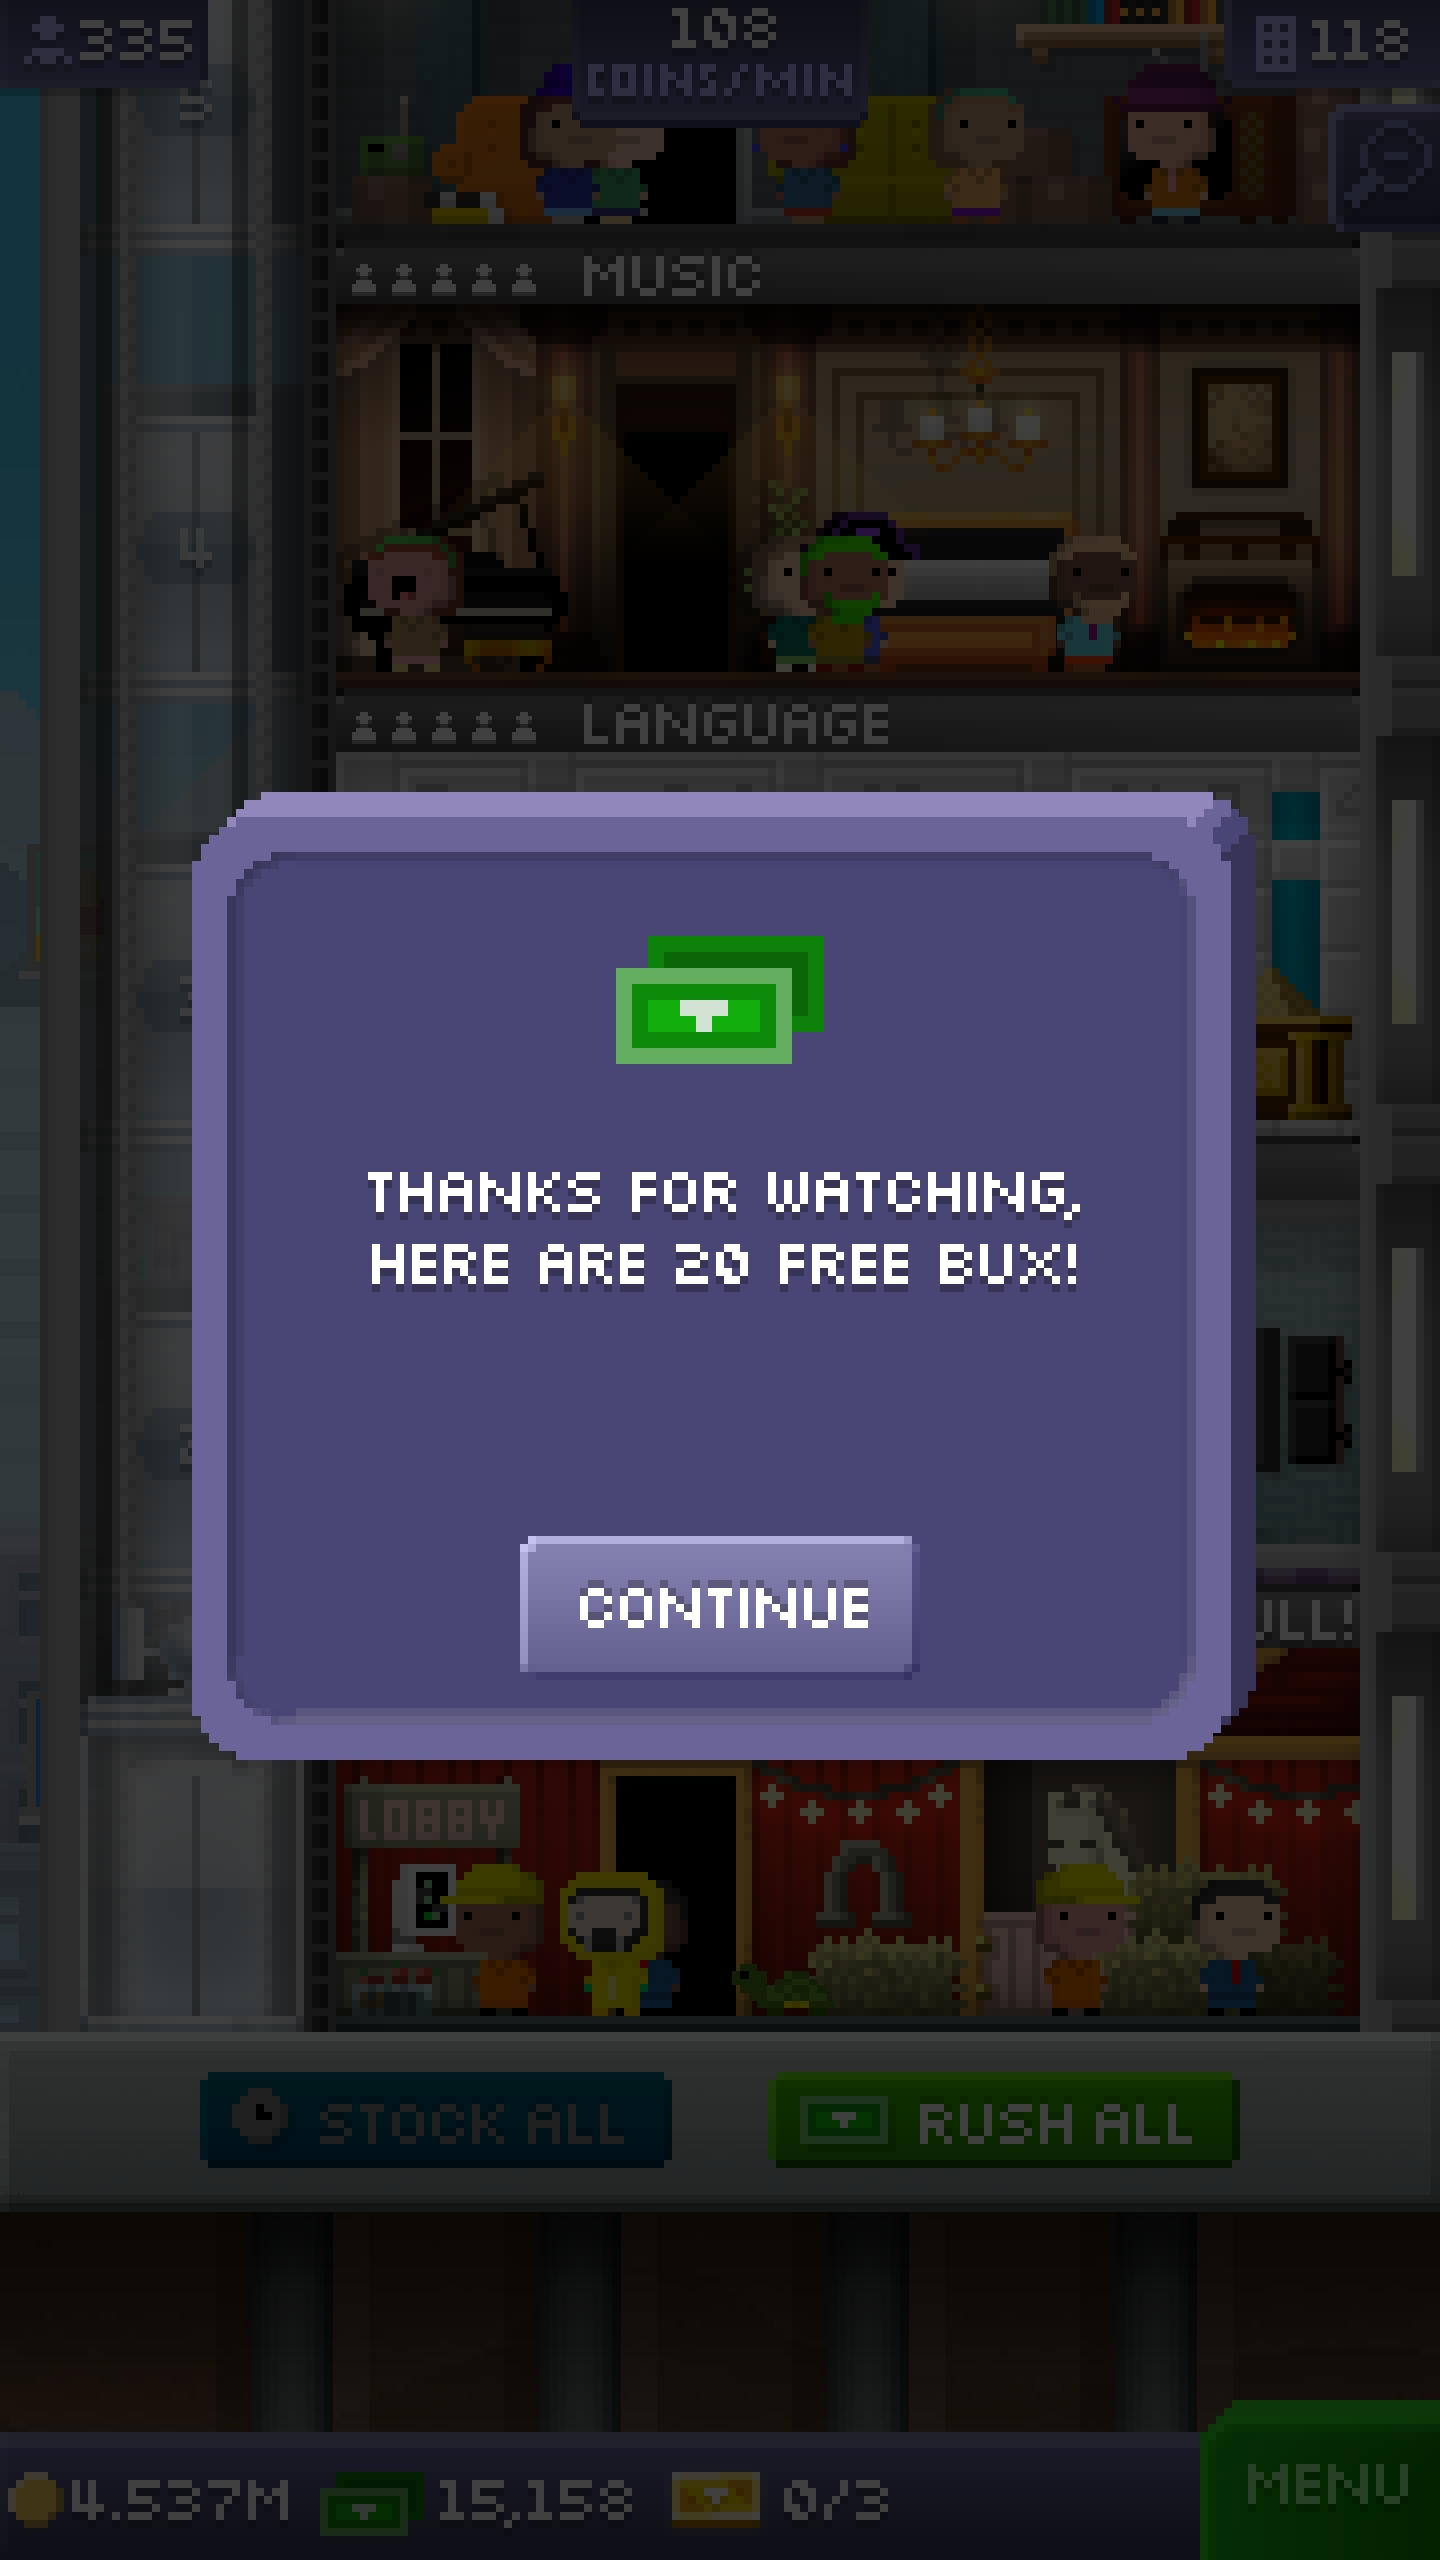 335
108
COINS/MIN
118
5
MUSIC
4
LANGUAGE
THANKS FOR WATCHING,
HERE ARE 20 FREE BUX!
CONTINUE
LOBBY
STOCK ALL
RUSH ALL
4.537M
15,158
0/3
MENU